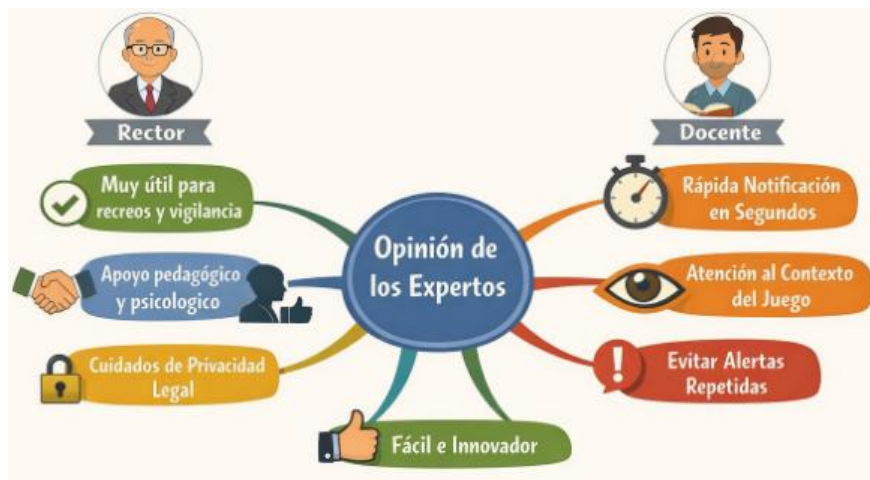 Rector
Docente
Muy útil para
recreos y vigilancia
Apoyo pedagógico
y psicologico
Cuidados de Privacidad
Legal
Opinión de
los Expertos
Rápida Notificación
en Segundos
Atención al Contexto
del Juego
Evitar Alertas
Repetidas
Fácil e Innovador